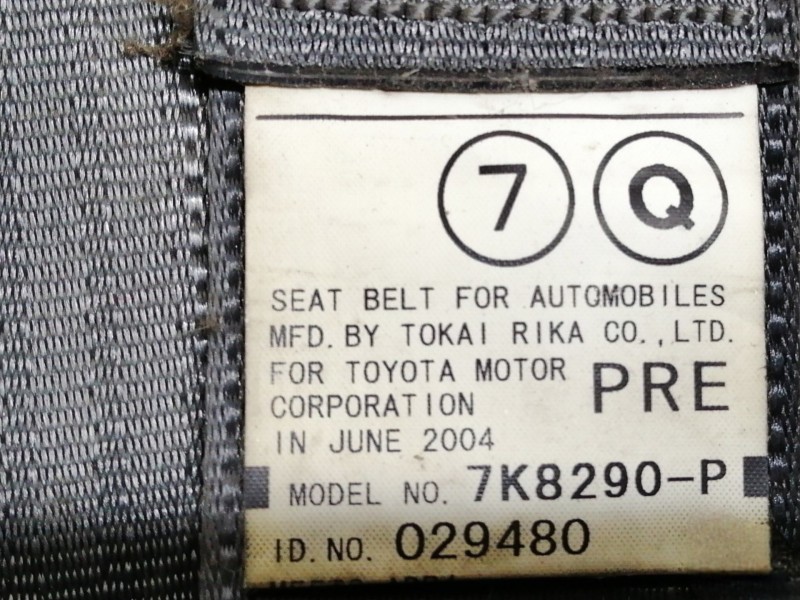 7 Q
SEAT BELT FOR AUTOMOBILES
MFD. BY TOKAI RIKA CO.,LTD.
FOR TOYOTA MOTOR PRE
CORPORATION
IN JUNE 2004
MODEL NO. 7K8290-P
ID. NO. 029480